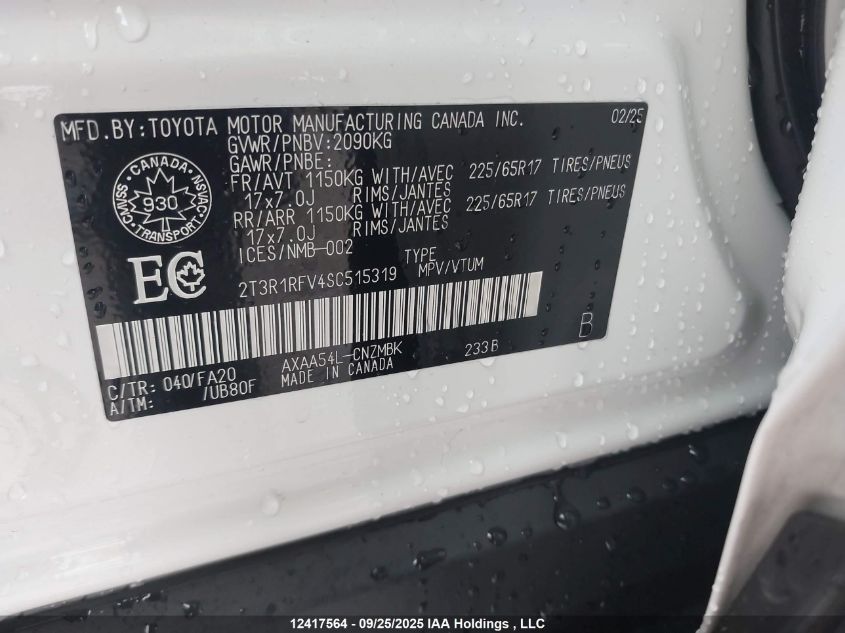 MFD.BY:TOYOTA MOTOR MANUFACTURING CANADA INC. 02/25
GVWR/PNBV:2090KG
GAWR/PNBE:
FR/AVT 1150KG WITH/AVEC 225/65R17 TIRES/PNEUS
17x7.0J RIMS/JANTES
RR/ARR 1150KG WITH/AVEC 225/65R17 TIRES/PNEUS
17x7.0J RIMS/JANTES
ICES/NMB-002
CANADA
CMVSS
NSVAC
930
TRANSPORT
EC
TYPE
2T3R1RFV4SC515319 MPV/VTUM
B
C/TR: 040/FA20 AXAA54L-CNZMBK 233B
A/TM: /UB80F MADE IN CANADA
12417564 - 09/25/2025 IAA Holdings , LLC